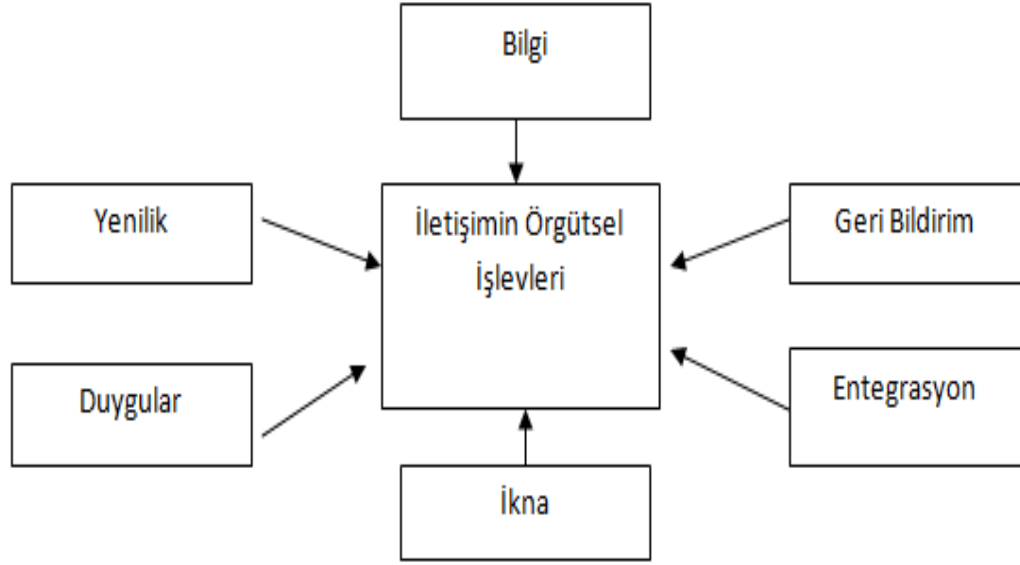 Bilgi
Yenilik
İletişimin Örgütsel
İşlevleri
Geri Bildirim
Duygular
Entegrasyon
İkna